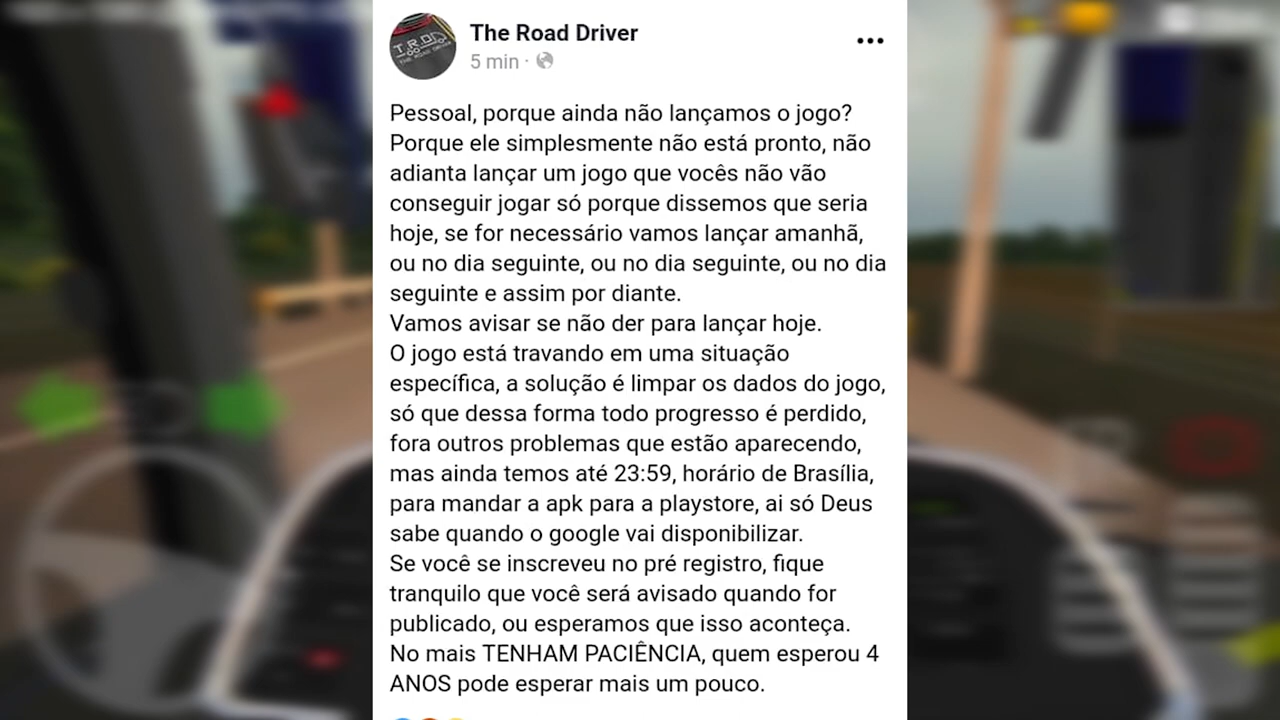 The Road Driver
5 min ·
T.R.D.
THE ROAD DRIVER
Pessoal, porque ainda não lançamos o jogo?
Porque ele simplesmente não está pronto, não
adianta lançar um jogo que vocês não vão
conseguir jogar só porque dissemos que seria
hoje, se for necessário vamos lançar amanhã,
ou no dia seguinte, ou no dia seguinte, ou no dia
seguinte e assim por diante.
Vamos avisar se não der para lançar hoje.
O jogo está travando em uma situação
específica, a solução é limpar os dados do jogo,
só que dessa forma todo progresso é perdido,
fora outros problemas que estão aparecendo,
mas ainda temos até 23:59, horário de Brasília,
para mandar a apk para a playstore, ai só Deus
sabe quando o google vai disponibilizar.
Se você se inscreveu no pré registro, fique
tranquilo que você será avisado quando for
publicado, ou esperamos que isso aconteça.
No mais TENHAM PACIÊNCIA, quem esperou 4
ANOS pode esperar mais um pouco.